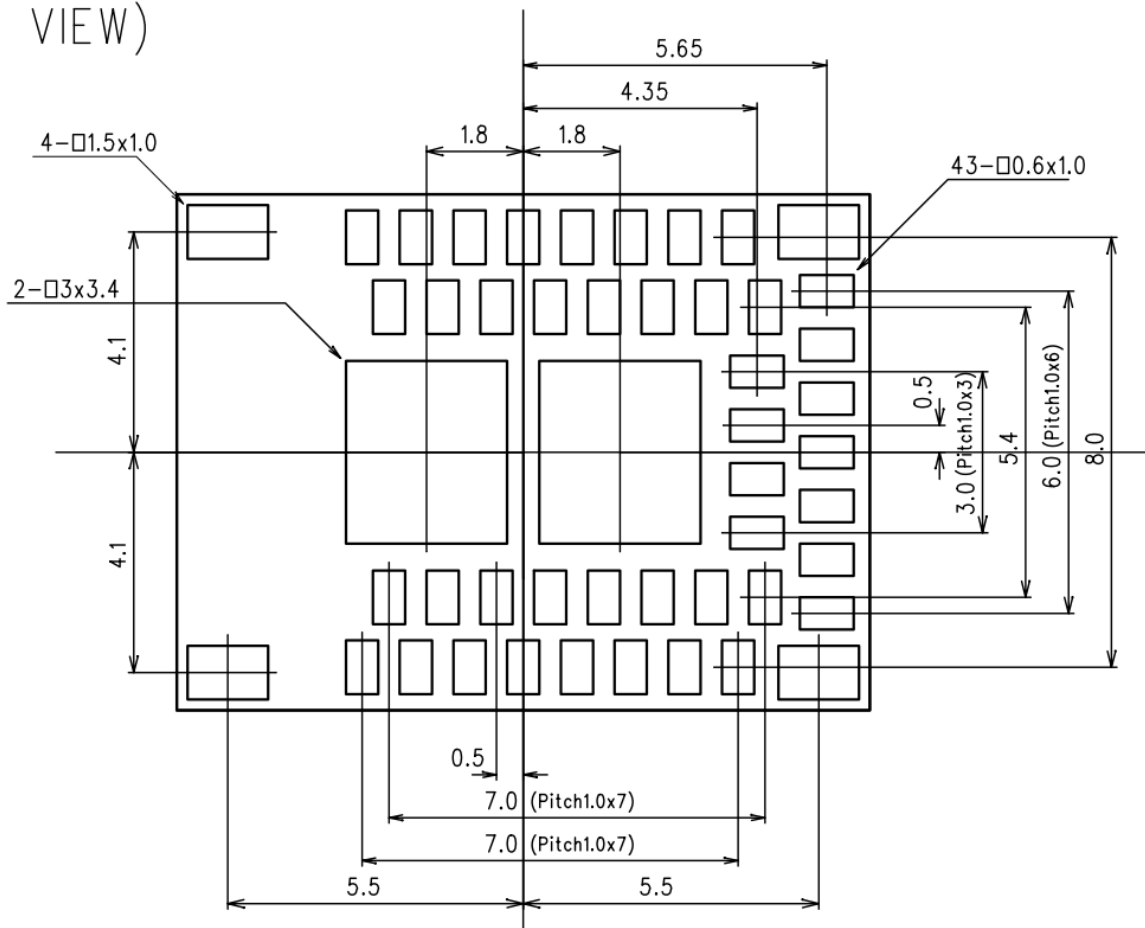 VIEW)
5.65
4.35
1.8
1.8
4-□1.5x1.0
43-□0.6x1.0
2-□3x3.4
4.1
4.1
0.5
3.0 (Pitch1.0x3)
5.4
6.0 (Pitch1.0x6)
8.0
0.5
7.0 (Pitch1.0x7)
7.0 (Pitch1.0x7)
5.5
5.5